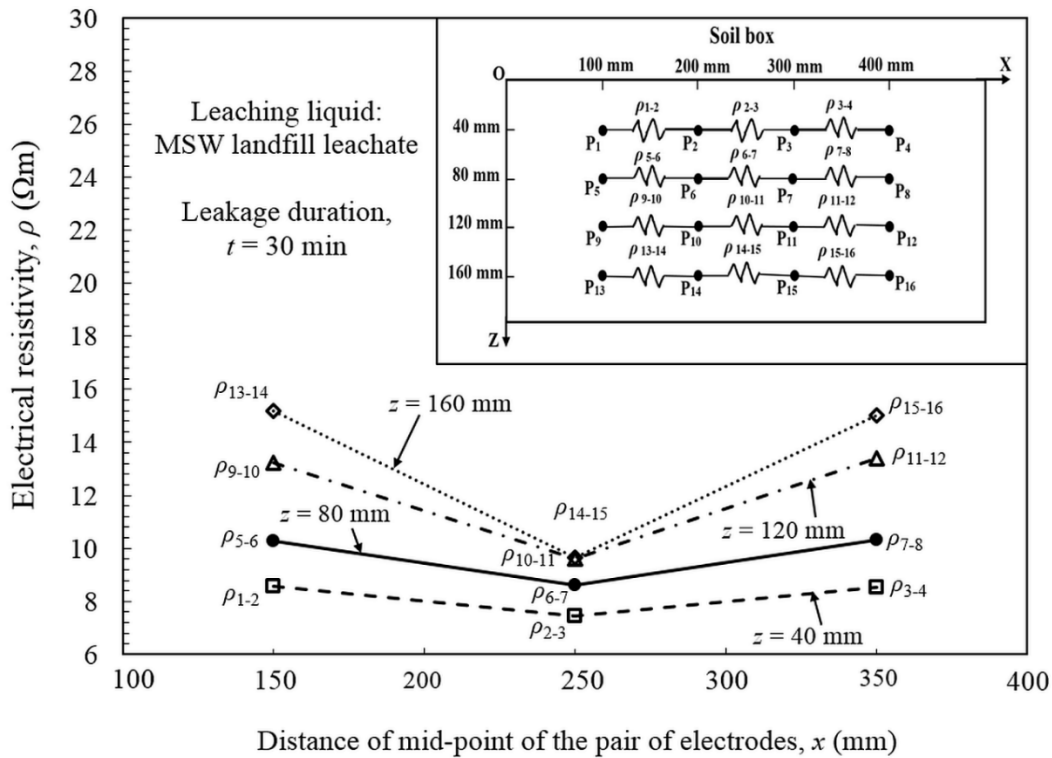 30
28
26
24
22
20
18
16
14
12
10
8
6
Electrical resistivity, ρ (Ωm)
Leaching liquid:
MSW landfill leachate
Leakage duration,
t = 30 min
Soil box
100 mm 200 mm 300 mm 400 mm
O X
ρ1-2 ρ2-3 ρ3-4
40 mm
P1 P2 P3 P4
ρ5-6 ρ6-7 ρ7-8
80 mm
P5 P6 P7 P8
ρ9-10 ρ10-11 ρ11-12
120 mm
P9 P10 P11 P12
ρ13-14 ρ14-15 ρ15-16
160 mm
P13 P14 P15 P16
Z
ρ13-14 z = 160 mm ρ15-16
ρ9-10 ρ11-12
z = 80 mm ρ14-15 z = 120 mm
ρ5-6 ρ10-11 ρ7-8
ρ1-2 ρ6-7 ρ3-4
ρ2-3 z = 40 mm
100 150 200 250 300 350 400
Distance of mid-point of the pair of electrodes, x (mm)